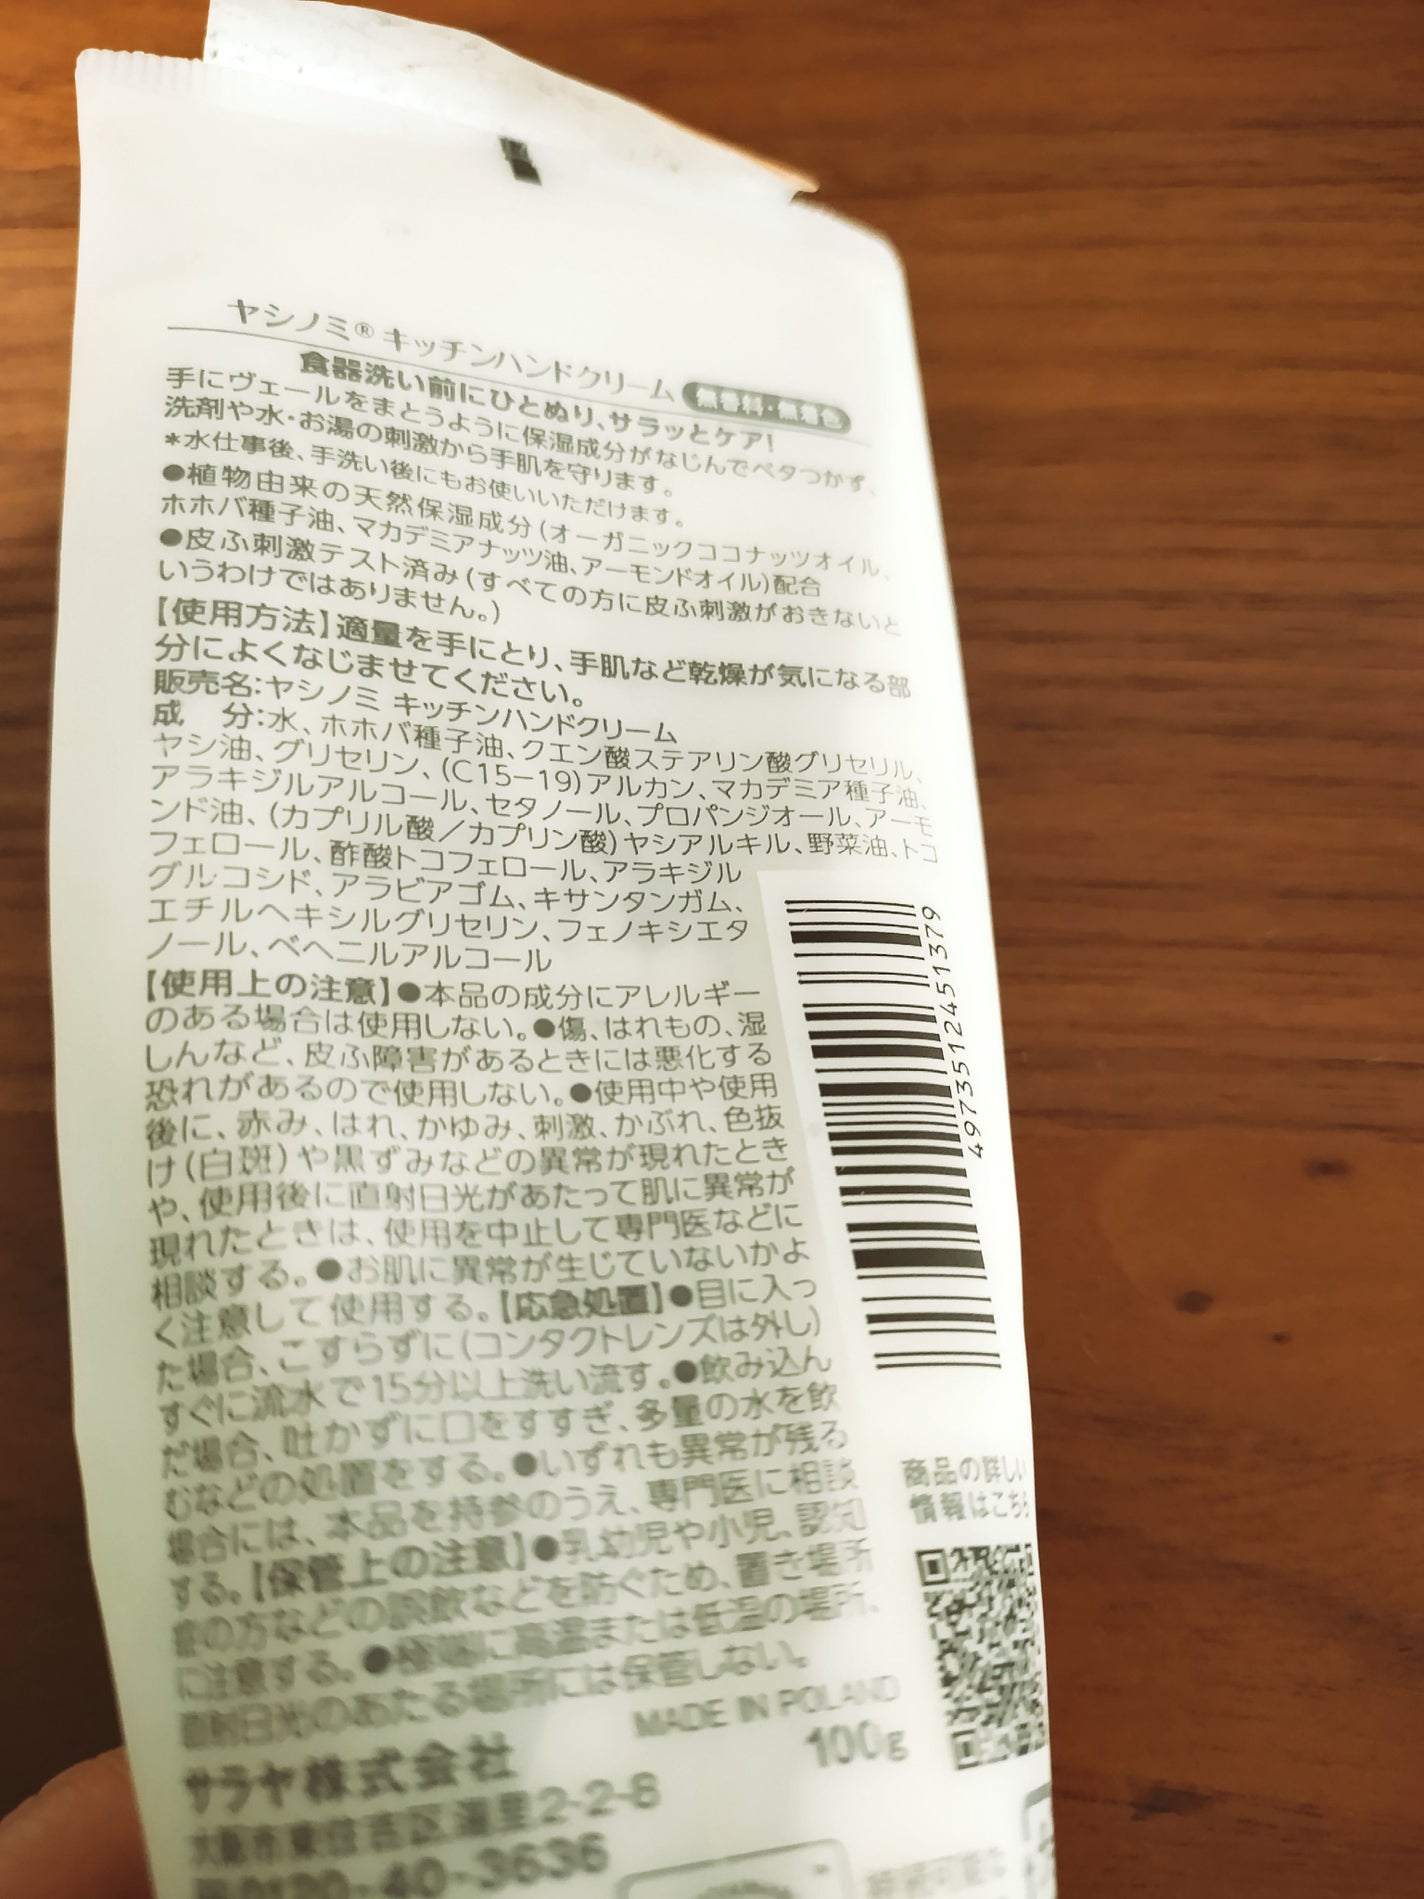 ヤシノミ® キッチンハンドクリーム 無香料・無着色
食器洗い前にひとぬり、サラッとケア!
手にヴェールをまとうように保湿成分がなじんでベタつかず、
洗剤や水・お湯の刺激から手肌を守ります。
*水仕事後、手洗い後にもお使いいただけます。
●植物由来の天然保湿成分(オーガニックココナッツオイル、
ホホバ種子油、マカデミアナッツ油、アーモンドオイル)配合
●皮ふ刺激テスト済み(すべての方に皮ふ刺激がおきないと
いうわけではありません。)
【使用方法】適量を手にとり、手肌など乾燥が気になる部
分によくなじませてください。
販売名:ヤシノミ キッチンハンドクリーム
成 分:水、ホホバ種子油、クエン酸ステアリン酸グリセリル、
ヤシ油、グリセリン、(C15-19)アルカン、マカデミア種子油、
アラキジルアルコール、セタノール、プロパンジオール、アーモ
ンド油、(カプリル酸/カプリン酸)ヤシアルキル、野菜油、トコ
フェロール、酢酸トコフェロール、アラキジル
グルコシド、アラビアゴム、キサンタンガム、
エチルヘキシルグリセリン、フェノキシエタ
ノール、ベヘニルアルコール
【使用上の注意】●本品の成分にアレルギー
のある場合は使用しない。●傷、はれもの、湿
しんなど、皮ふ障害があるときには悪化する
恐れがあるので使用しない。●使用中や使用
後に、赤み、はれ、かゆみ、刺激、かぶれ、色抜
け(白斑)や黒ずみなどの異常が現れたとき
や、使用後に直射日光があたって肌に異常が
現れたときは、使用を中止して専門医などに
相談する。●お肌に異常が生じていないかよ
く注意して使用する。【応急処置】●目に入っ
た場合、こすらずに(コンタクトレンズは外し)
すぐに流水で15分以上洗い流す。●飲み込ん
だ場合、吐かずに口をすすぎ、多量の水を飲
むなどの処置をする。●いずれも異常が残る
場合には、本品を持参のうえ、専門医に相談
する。【保管上の注意】●乳幼児や小児、認知
症の方などの誤飲などを防ぐため、置き場所
に注意する。●極端に高温または低温の場所、
直射日光のあたる場所には保管しない。
MADE IN POLAND
100g
サラヤ株式会社
大阪市東住吉区湯里2-2-8
0120-40-3636
4973512451379
商品の詳しい
情報はこちら